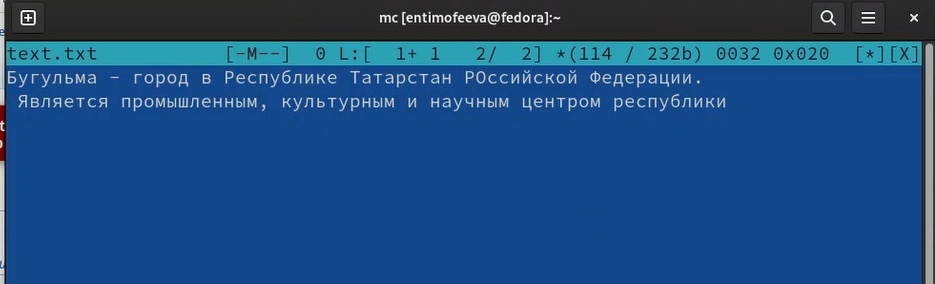 mc [entimofeeva@fedora]:~
text.txt [-M--] 0 L:[ 1+ 1 2/ 2] *(114 / 232b) 0032 0x020 [*][X]
Бугульма - город в Республике Татарстан РОссийской Федерации.
Является промышленным, культурным и научным центром республики